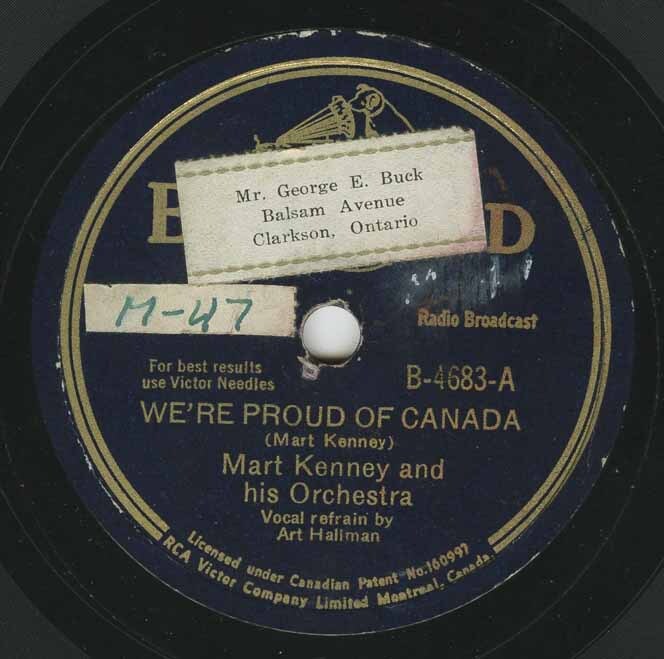 Mr. George E. Buck
Balsam Avenue
Clarkson, Ontario
M-47
Radio Broadcast
For best results
use Victor Needles
B-4683-A
WE'RE PROUD OF CANADA
(Mart Kenney)
Mart Kenney and
his Orchestra
Vocal refrain by
Art Hallman
Licensed under Canadian Patent No.160997
RCA Victor Company Limited Montreal, Canada.